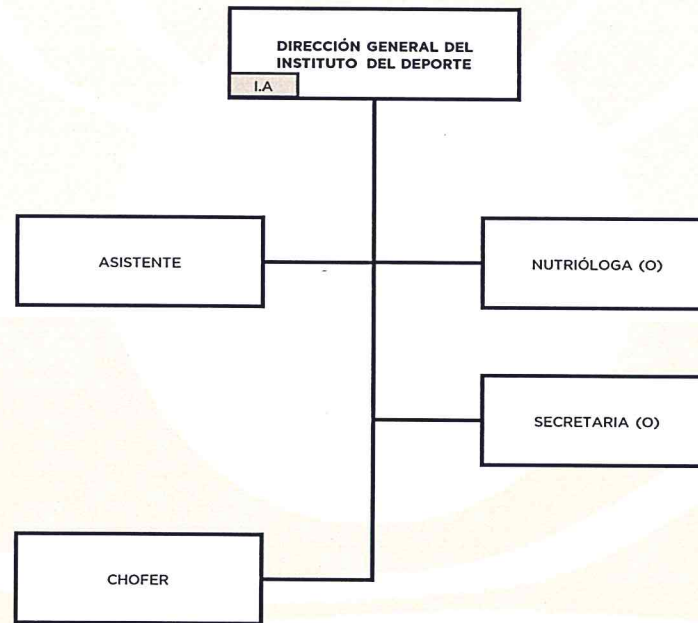 DIRECCIÓN GENERAL DEL
INSTITUTO DEL DEPORTE
I.A
ASISTENTE
NUTRIÓLOGA (O)
SECRETARIA (O)
CHOFER